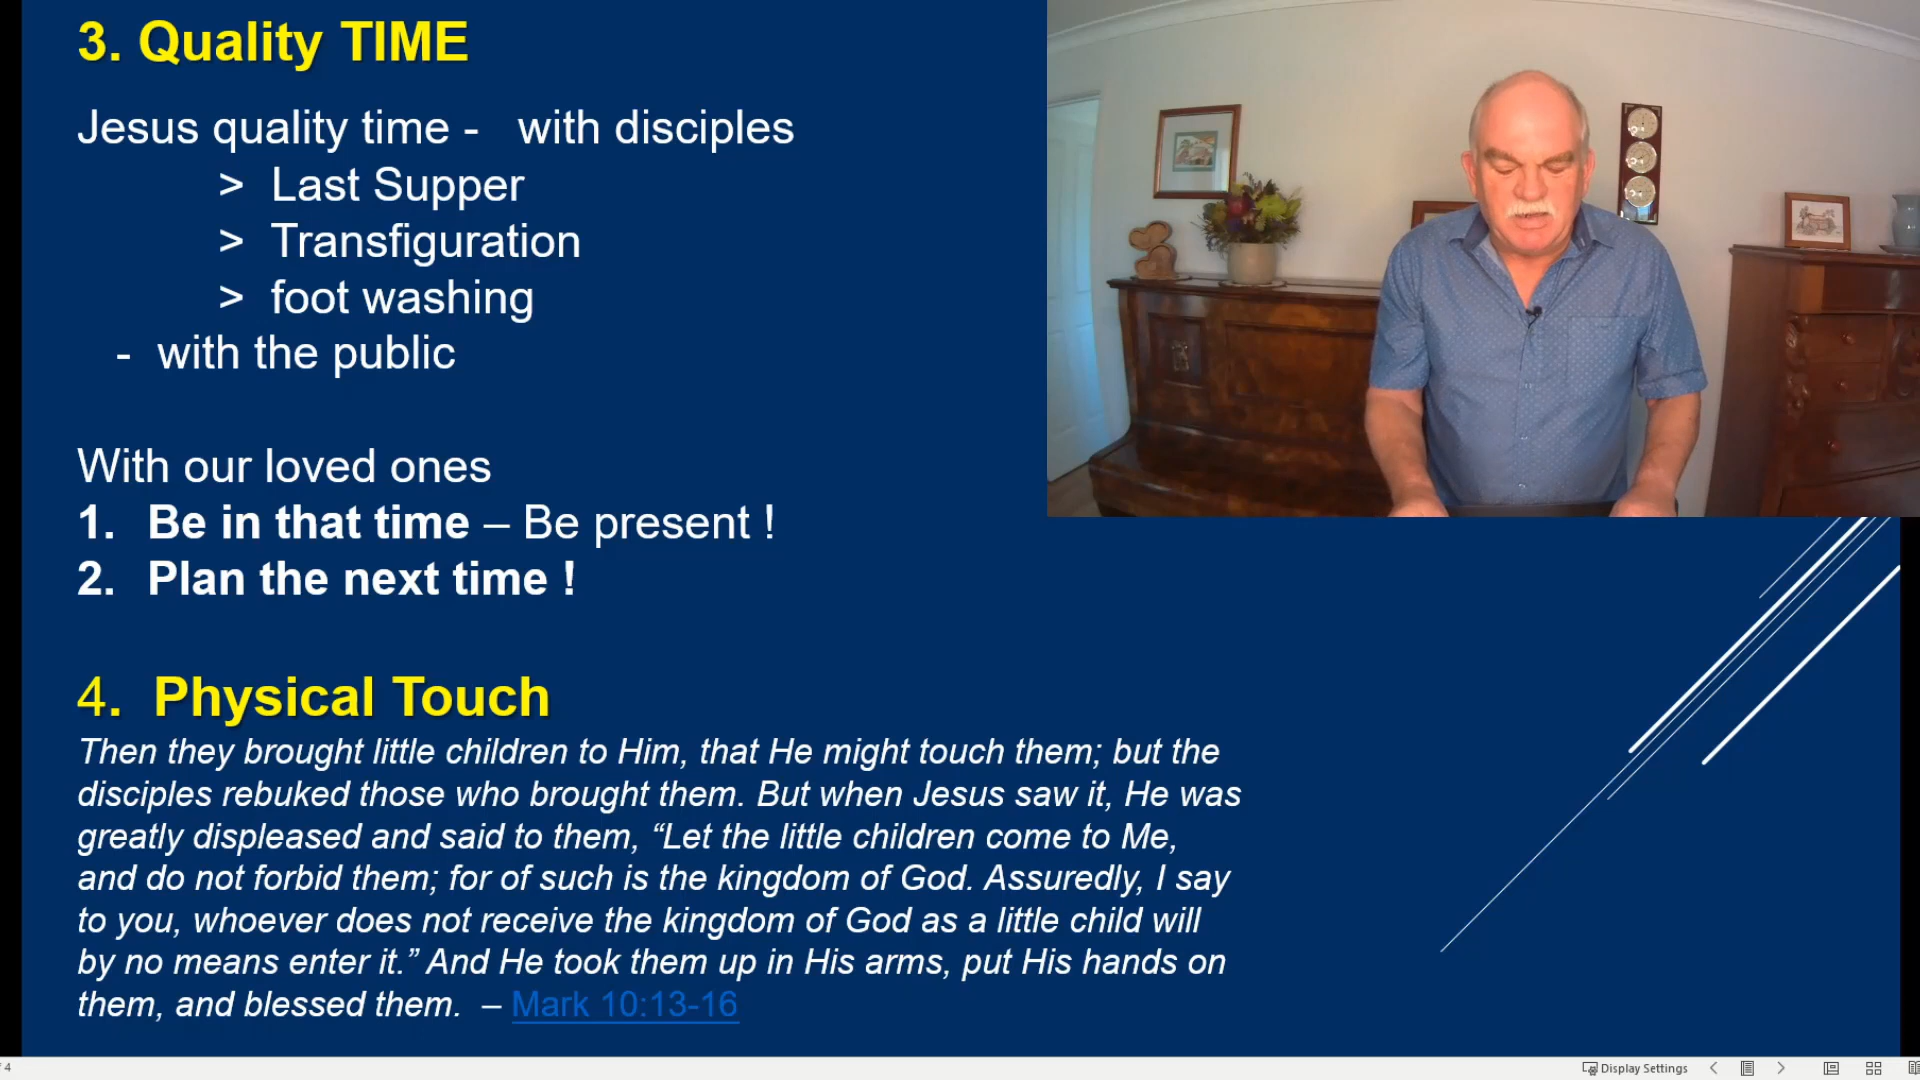 3. Quality TIME
Jesus quality time - with disciples
> Last Supper
> Transfiguration
> foot washing
- with the public
With our loved ones
1. Be in that time – Be present !
2. Plan the next time !
4. Physical Touch
Then they brought little children to Him, that He might touch them; but the
disciples rebuked those who brought them. But when Jesus saw it, He was
greatly displeased and said to them, “Let the little children come to Me,
and do not forbid them; for of such is the kingdom of God. Assuredly, I say
to you, whoever does not receive the kingdom of God as a little child will
by no means enter it.” And He took them up in His arms, put His hands on
them, and blessed them. – Mark 10:13-16
4
Display Settings